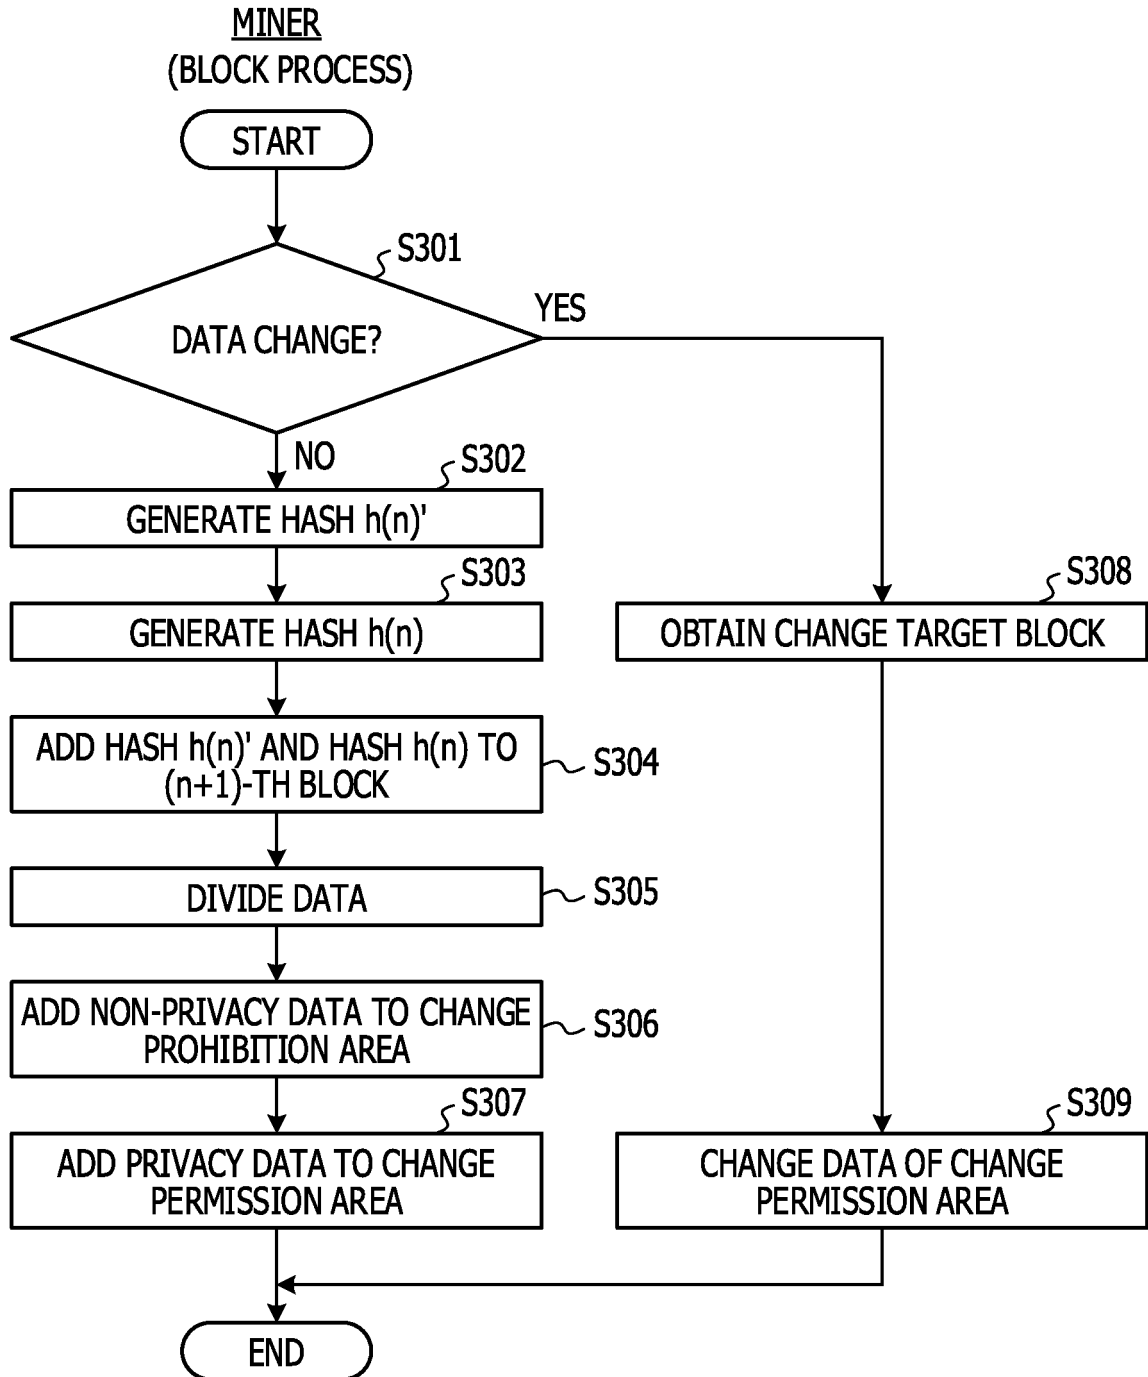 MINER
(BLOCK PROCESS)
START
S301
DATA CHANGE?
YES
NO
S302
GENERATE HASH h(n)'
S303
GENERATE HASH h(n)
S308
OBTAIN CHANGE TARGET BLOCK
ADD HASH h(n)' AND HASH h(n) TO
(n+1)-TH BLOCK
S304
DIVIDE DATA
S305
ADD NON-PRIVACY DATA TO CHANGE
PROHIBITION AREA
S306
S307
ADD PRIVACY DATA TO CHANGE
PERMISSION AREA
S309
CHANGE DATA OF CHANGE
PERMISSION AREA
END